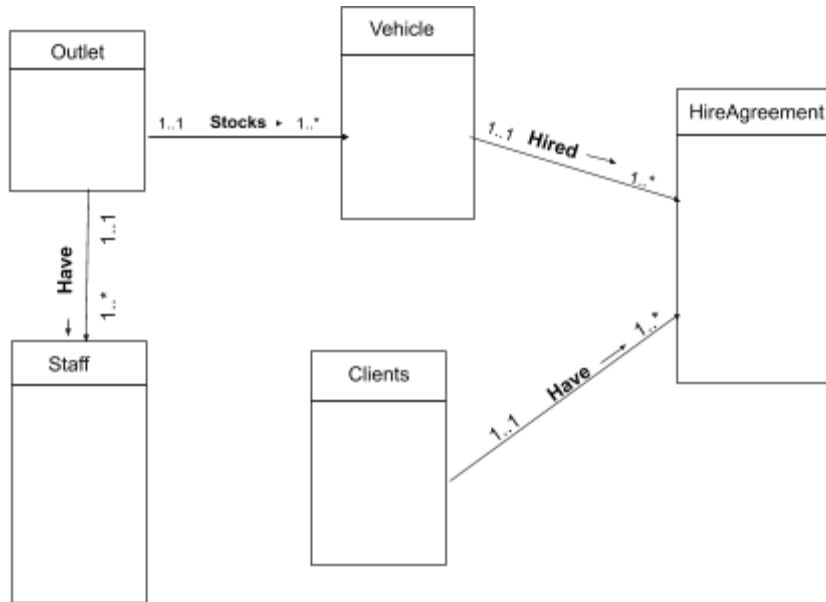 Outlet
Vehicle
HireAgreement
1..1 Stocks ▸ 1..*
1..1 Hired → 1..*
1..1
Have →
1..*
Staff
Clients
1..1 Have → 1..*